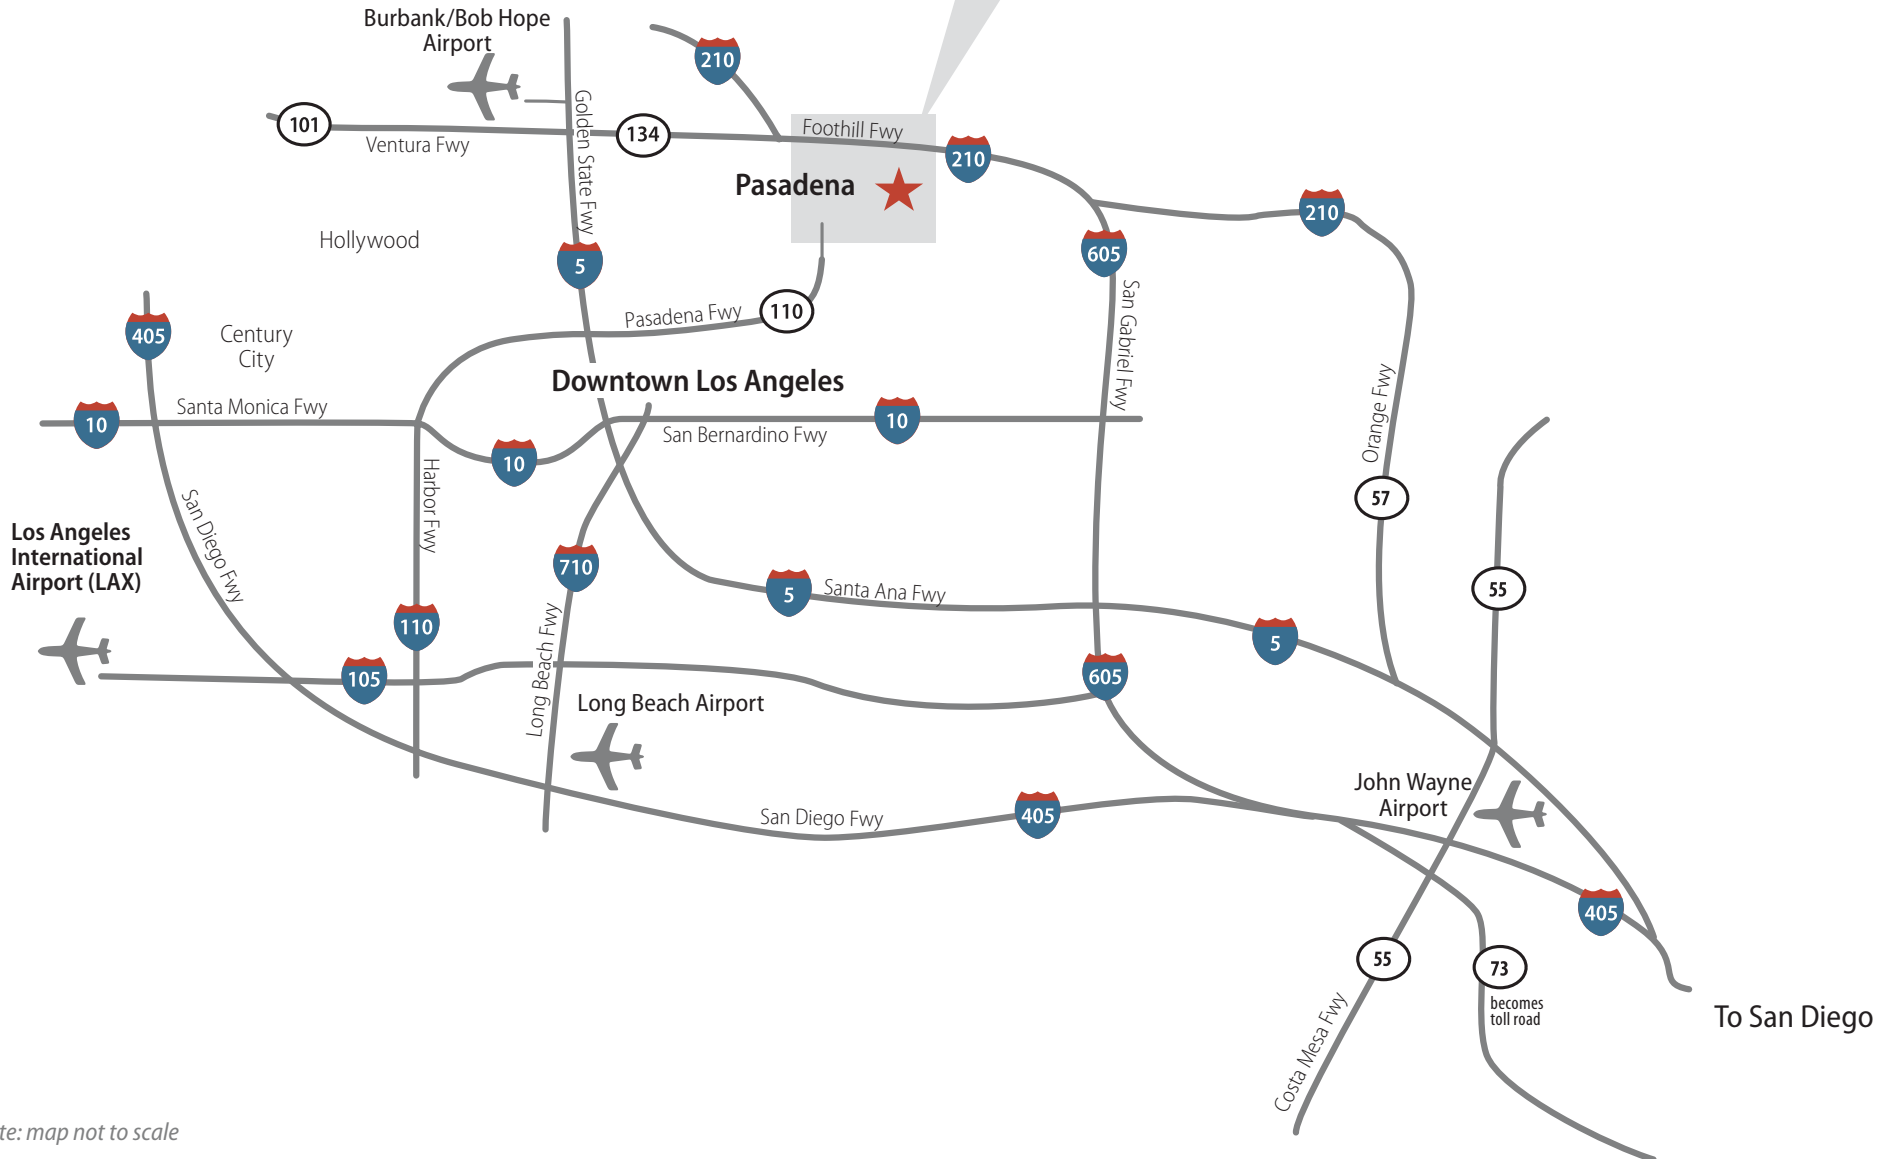 Burbank/Bob Hope
Airport
210
101
Ventura Fwy
Golden State Fwy
134
Foothill Fwy
210
Pasadena
210
Hollywood
5
605
405
Century
City
Pasadena Fwy
110
San Gabriel Fwy
Downtown Los Angeles
10
Santa Monica Fwy
10
San Bernardino Fwy
10
Orange Fwy
57
Harbor Fwy
San Diego Fwy
Los Angeles
International
Airport (LAX)
710
5
Santa Ana Fwy
55
110
5
105
Long Beach Fwy
605
Long Beach Airport
John Wayne
Airport
San Diego Fwy
405
405
55
73
becomes
toll road
Costa Mesa Fwy
To San Diego
te: map not to scale